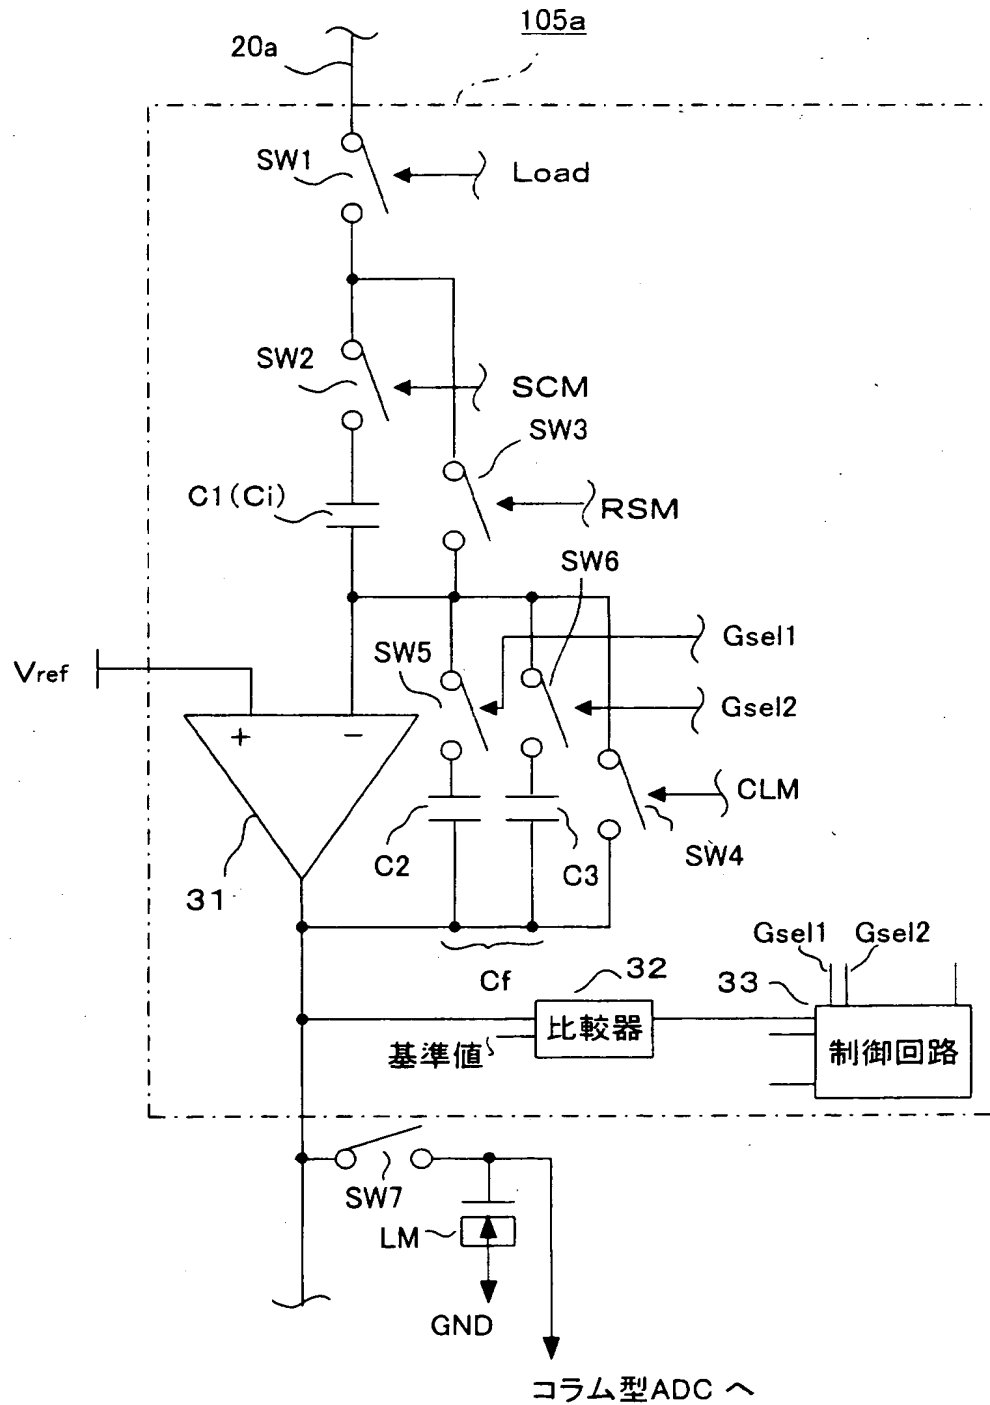 105a
20a
SW1
Load
SW2
SCM
SW3
C1(Ci)
RSM
SW6
Gsel1
SW5
Vref
Gsel2
+
−
CLM
C2
C3
SW4
31
Gsel1
Gsel2
Cf
32
33
比較器
基準値
制御回路
SW7
LM
GND
コラム型ADC へ